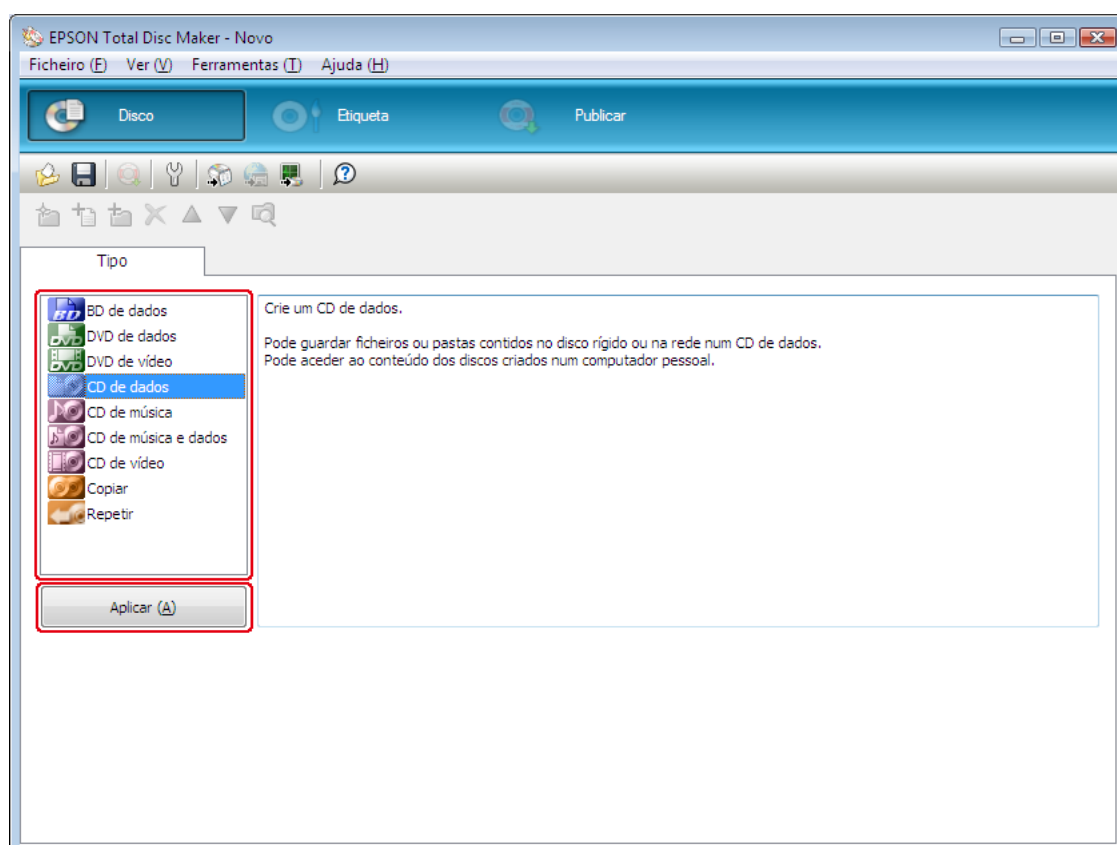 EPSON Total Disc Maker - Novo
Ficheiro (F) Ver (V) Ferramentas (T) Ajuda (H)
Disco Etiqueta Publicar
Tipo
BD de dados
DVD de dados
DVD de vídeo
CD de dados
CD de música
CD de música e dados
CD de vídeo
Copiar
Repetir
Aplicar (A)
Crie um CD de dados.
Pode guardar ficheiros ou pastas contidos no disco rígido ou na rede num CD de dados.
Pode aceder ao conteúdo dos discos criados num computador pessoal.